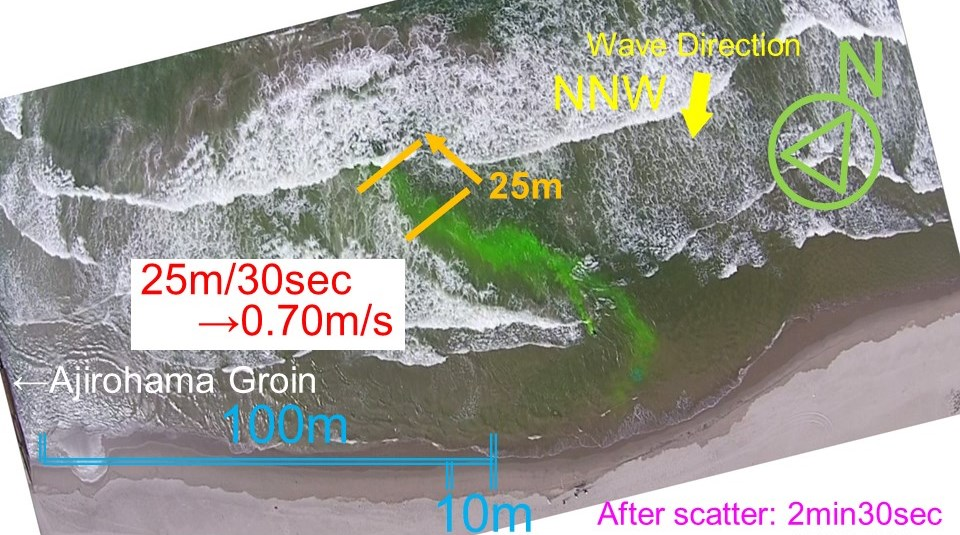 Wave Direction
NNW
N
25m
25m/30sec
→0.70m/s
←Ajirohama Groin
100m
10m
After scatter: 2min30sec